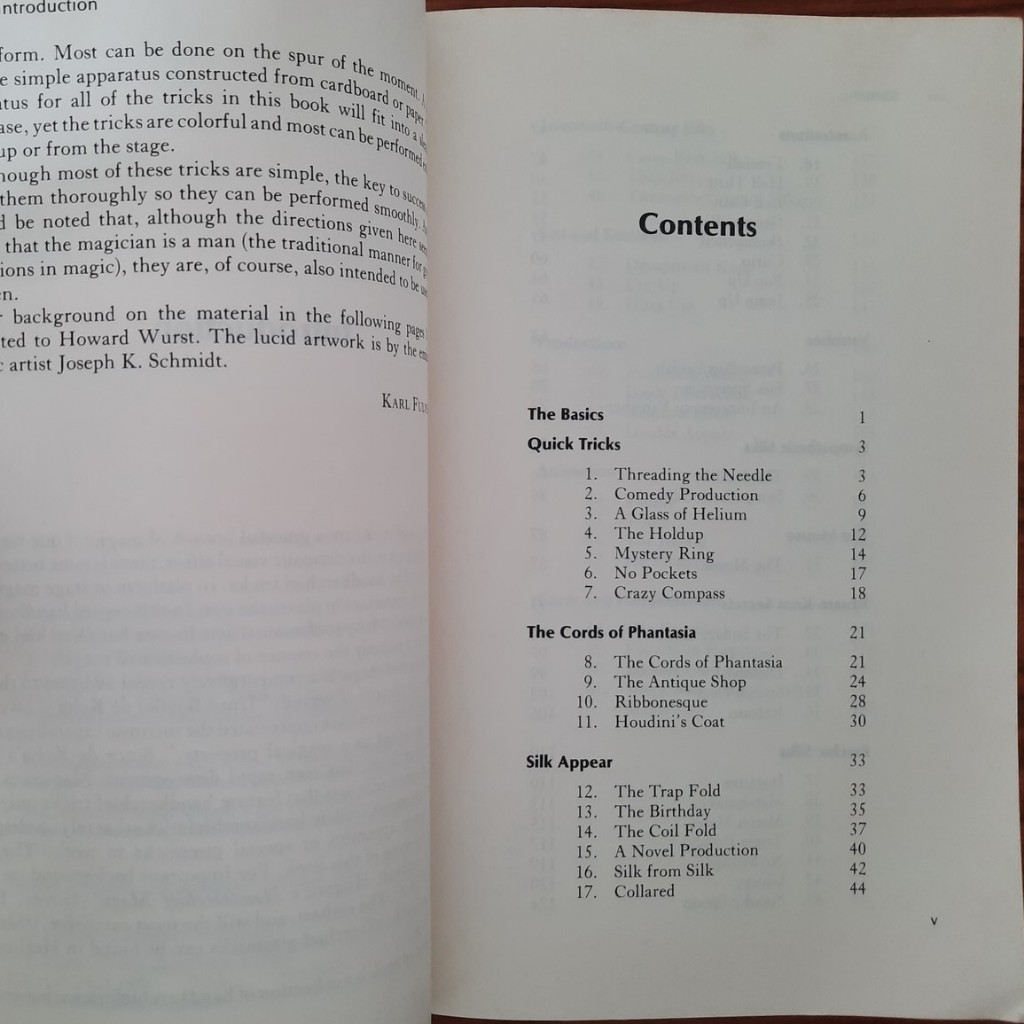 ntroduction
form. Most can be done on the spur of the moment.
e simple apparatus constructed from cardboard or paper
tus for all of the tricks in this book will fit into a
ase, yet the tricks are colorful and most can be performed
up or from the stage.
hough most of these tricks are simple, the key to
them thoroughly so they can be performed smoothly.
d be noted that, although the directions given here
that the magician is a man (the traditional manner for
ions in magic), they are, of course, also intended to be
en.
background on the material in the following pages
ted to Howard Wurst. The lucid artwork is by the
c artist Joseph K. Schmidt.
KARL
Contents
The Basics 1
Quick Tricks 3
1. Threading the Needle 3
2. Comedy Production 6
3. A Glass of Helium 9
4. The Holdup 12
5. Mystery Ring 14
6. No Pockets 17
7. Crazy Compass 18
The Cords of Phantasia 21
8. The Cords of Phantasia 21
9. The Antique Shop 24
10. Ribbonesque 28
11. Houdini's Coat 30
Silk Appear 33
12. The Trap Fold 33
13. The Birthday 35
14. The Coil Fold 37
15. A Novel Production 40
16. Silk from Silk 42
17. Collared 44
v